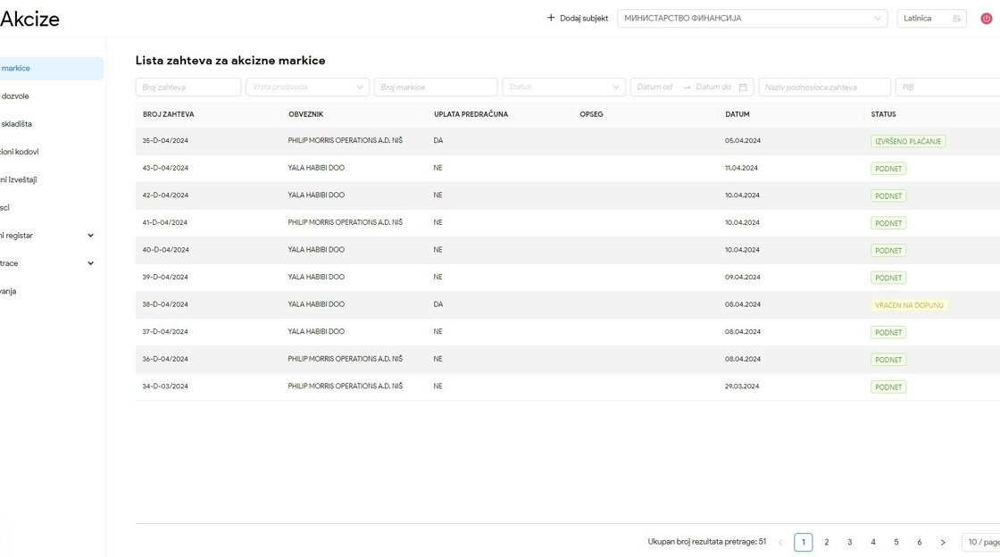 Akcize
Dodaj subjekt
МИНИСТАРСТВО ФИНАНСИЈА
Latinica
markice
dozvole
skladišta
cioni kodovi
ni izveštaji
sci
ni registar
trace
vanja
Lista zahteva za akcizne markice
Broj zahteva Vrsta proizvoda Broj markice Status Datum od → Datum do Naziv podnosioca zahteva PIB
BROJ ZAHTEVA OBVEZNIK UPLATA PREDRAČUNA OPSEG DATUM STATUS
35-D-04/2024 PHILIP MORRIS OPERATIONS A.D. NIŠ DA 05.04.2024 IZVRŠENO PLAĆANJE
43-D-04/2024 YALA HABIBI DOO NE 11.04.2024 PODNET
42-D-04/2024 YALA HABIBI DOO NE 10.04.2024 PODNET
41-D-04/2024 PHILIP MORRIS OPERATIONS A.D. NIŠ NE 10.04.2024 PODNET
40-D-04/2024 YALA HABIBI DOO NE 10.04.2024 PODNET
39-D-04/2024 YALA HABIBI DOO NE 09.04.2024 PODNET
38-D-04/2024 YALA HABIBI DOO DA 08.04.2024 VRAĆEN NA DOPUNU
37-D-04/2024 YALA HABIBI DOO NE 08.04.2024 PODNET
36-D-04/2024 PHILIP MORRIS OPERATIONS A.D. NIŠ NE 08.04.2024 PODNET
34-D-03/2024 PHILIP MORRIS OPERATIONS A.D. NIŠ NE 29.03.2024 PODNET
Ukupan broj rezultata pretrage: 51 < 1 2 3 4 5 6 > 10 / page